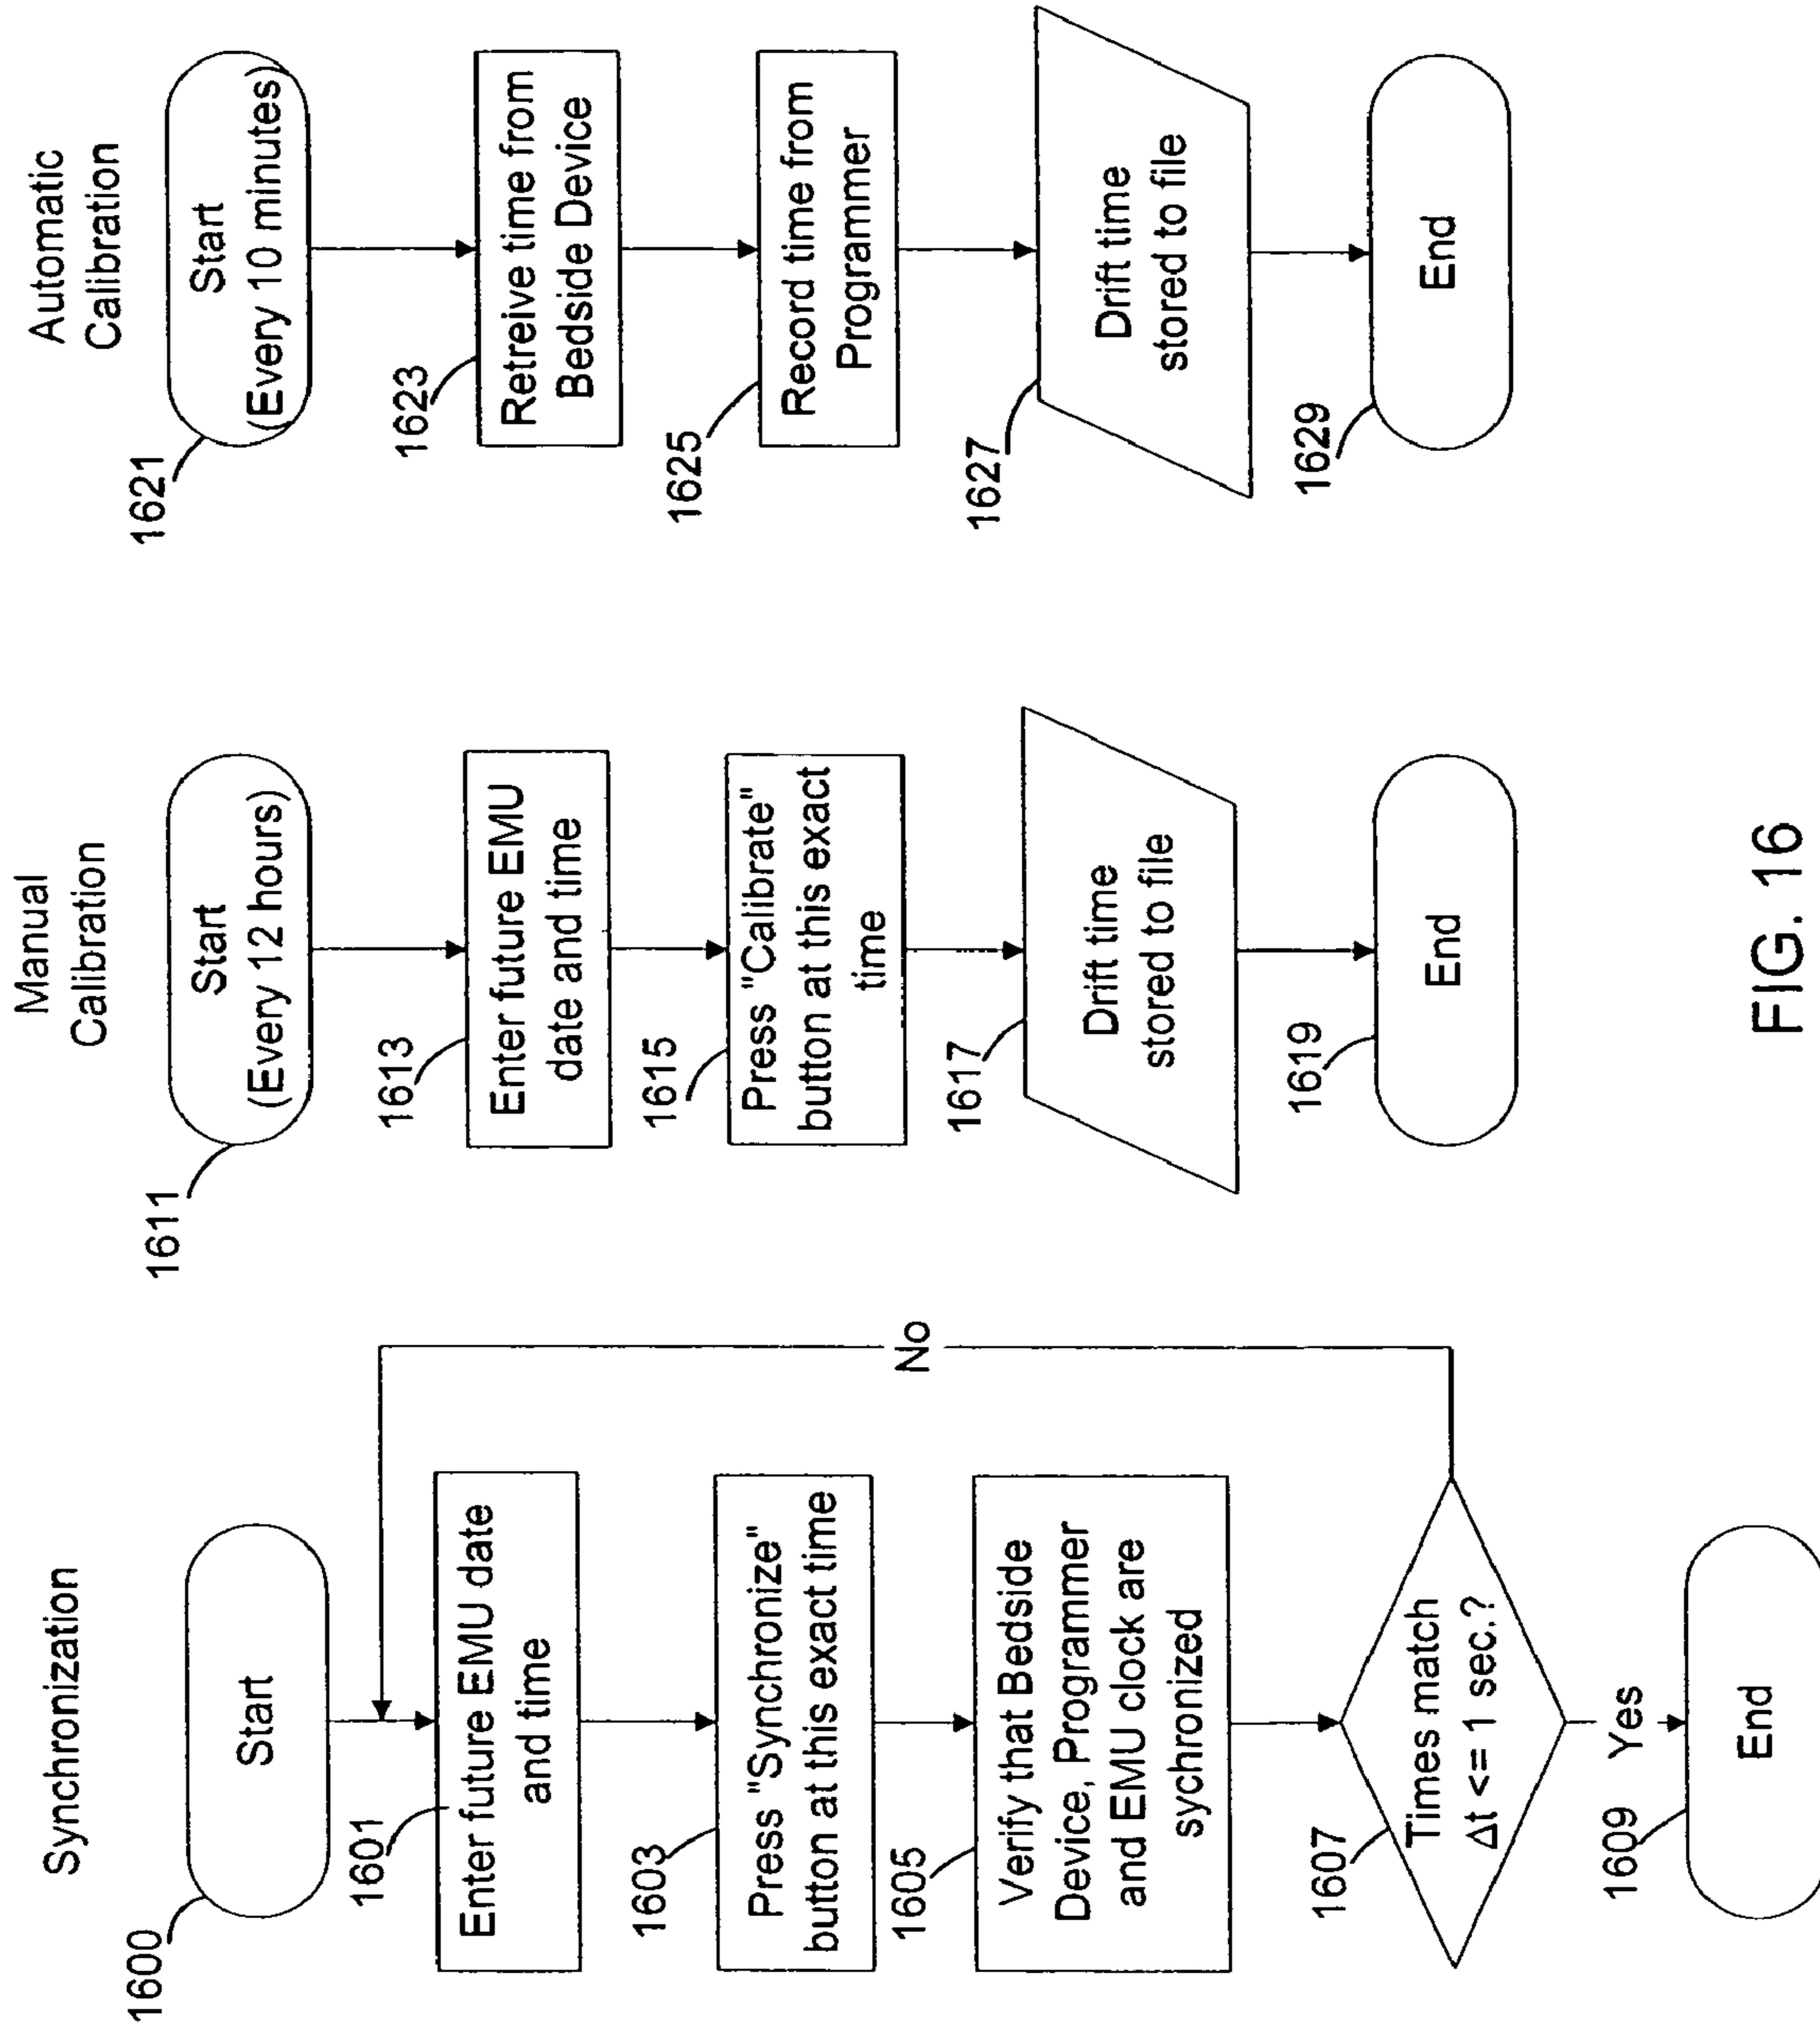 Synchronization
1600
Start
1601
Enter future EMU date
and time
1603
Press "Synchronize"
button at this exact time
1605
Verify that Bedside
Device, Programmer
and EMU clock are
sychronized
1607
Times match
Δt <= 1 sec.?
No
Yes
1609
End
Manual
Calibration
1611
Start
(Every 12 hours)
1613
Enter future EMU
date and time
1615
Press "Calibrate"
button at this exact
time
1617
Drift time
stored to file
1619
End
Automatic
Calibration
1621
Start
(Every 10 minutes)
1623
Retreive time from
Bedside Device
1625
Record time from
Programmer
1627
Drift time
stored to file
1629
End
FIG. 16